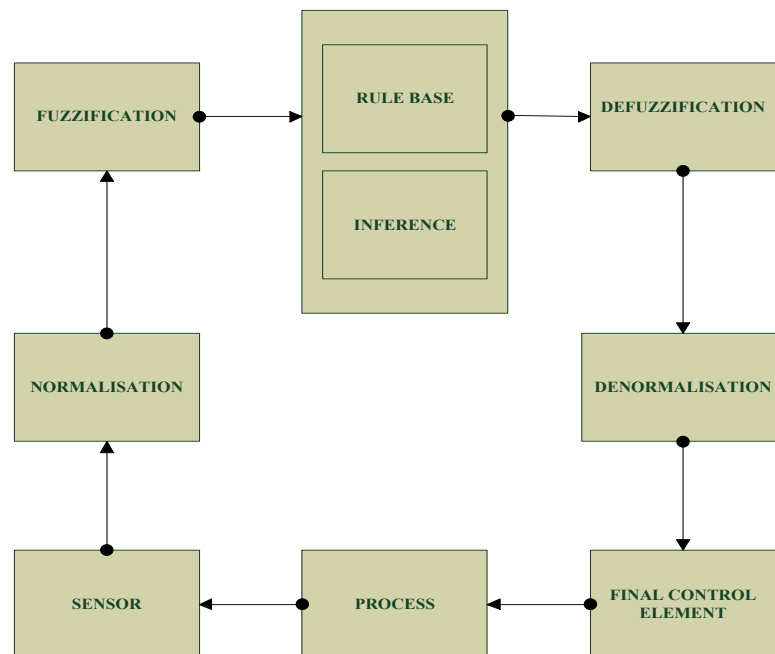 FUZZIFICATION
RULE BASE
DEFUZZIFICATION
INFERENCE
NORMALISATION
DENORMALISATION
SENSOR
PROCESS
FINAL CONTROL
ELEMENT